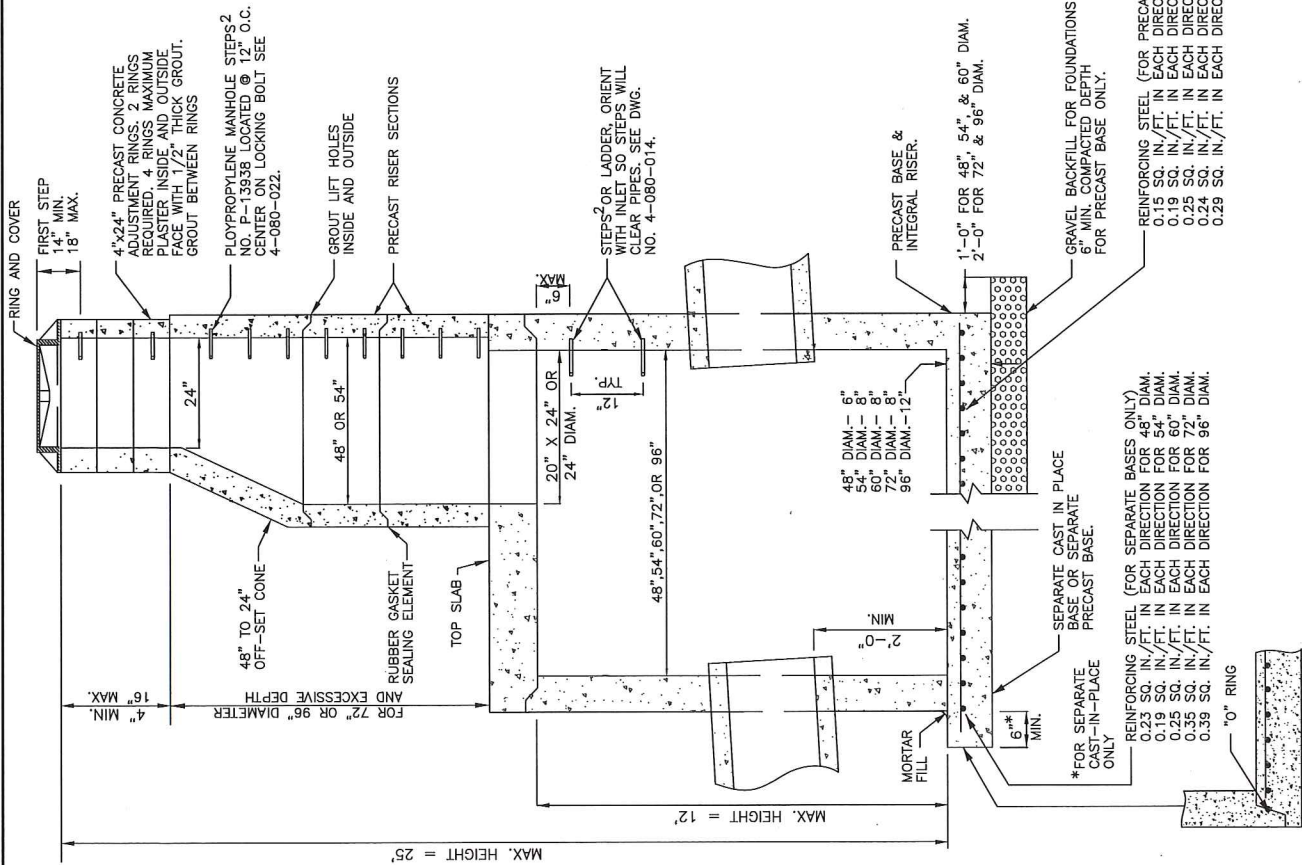 RING AND COVER
FIRST STEP
14" MIN.
18" MAX.
4"x24" PRECAST CONCRETE
ADJUSTMENT RINGS. 2 RINGS
REQUIRED. 4 RINGS MAXIMUM
PLASTER INSIDE AND OUTSIDE
FACE WITH 1/2" THICK GROUT.
GROUT BETWEEN RINGS
PLOYPROPYLENE MANHOLE STEPS2
NO. P-13938 LOCATED @ 12" O.C.
CENTER ON LOCKING BOLT SEE
4-080-022.
GROUT LIFT HOLES
INSIDE AND OUTSIDE
PRECAST RISER SECTIONS
6"
MAX.
STEPS2 OR LADDER, ORIENT
WITH INLET SO STEPS WILL
CLEAR PIPES. SEE DWG.
NO. 4-080-014.
PRECAST BASE &
INTEGRAL RISER.
1'-0" FOR 48", 54", & 60" DIAM.
2'-0" FOR 72" & 96" DIAM.
GRAVEL BACKFILL FOR FOUNDATIONS
6" MIN. COMPACTED DEPTH
FOR PRECAST BASE ONLY.
REINFORCING STEEL (FOR PRECA
0.15 SQ. IN./FT. IN EACH DIREC
0.19 SQ. IN./FT. IN EACH DIREC
0.25 SQ. IN./FT. IN EACH DIREC
0.24 SQ. IN./FT. IN EACH DIREC
0.29 SQ. IN./FT. IN EACH DIREC
24"
48" OR 54"
20" X 24" OR
24" DIAM.
12"
TYP.
48",54",60",72",OR 96"
48" DIAM.- 6"
54" DIAM.- 8"
60" DIAM.- 8"
72" DIAM.- 8"
96" DIAM.-12"
4" MIN.
16" MAX.
48" TO 24"
OFF-SET CONE
FOR 72" OR 96" DIAMETER
AND EXCESSIVE DEPTH
RUBBER GASKET
SEALING ELEMENT
TOP SLAB
2'-0"
MIN.
MORTAR
FILL
6"*
MIN.
*FOR SEPARATE
CAST-IN-PLACE
ONLY
SEPARATE CAST IN PLACE
BASE OR SEPARATE
PRECAST BASE.
REINFORCING STEEL (FOR SEPARATE BASES ONLY)
0.23 SQ. IN./FT. IN EACH DIRECTION FOR 48" DIAM.
0.19 SQ. IN./FT. IN EACH DIRECTION FOR 54" DIAM.
0.25 SQ. IN./FT. IN EACH DIRECTION FOR 60" DIAM.
0.35 SQ. IN./FT. IN EACH DIRECTION FOR 72" DIAM.
0.39 SQ. IN./FT. IN EACH DIRECTION FOR 96" DIAM.
MAX. HEIGHT = 12'
MAX. HEIGHT = 25'
"O" RING